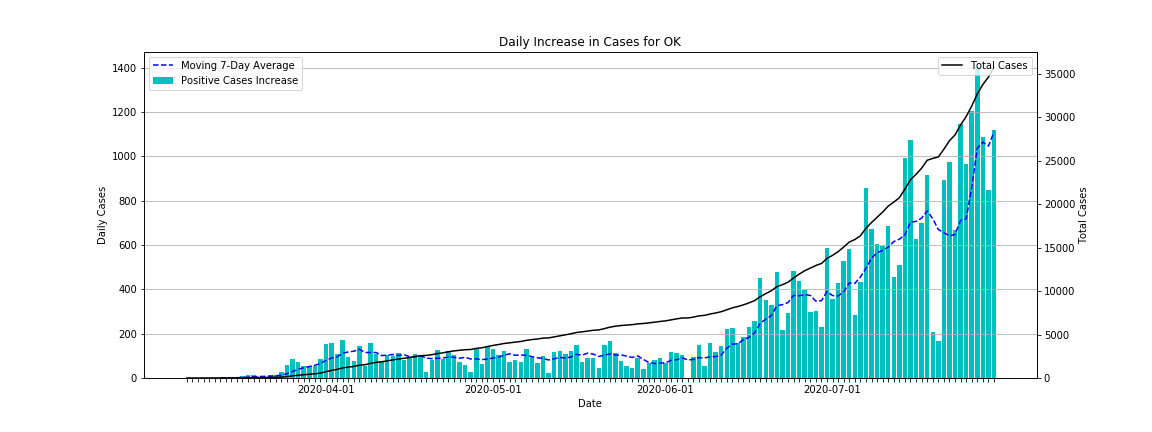 Daily Increase in Cases for OK
Moving 7-Day Average
Positive Cases Increase
Total Cases
1400
1200
1000
800
600
400
200
0
Daily Cases
35000
30000
25000
20000
15000
10000
5000
0
Total Cases
2020-04-01
2020-05-01
2020-06-01
2020-07-01
Date